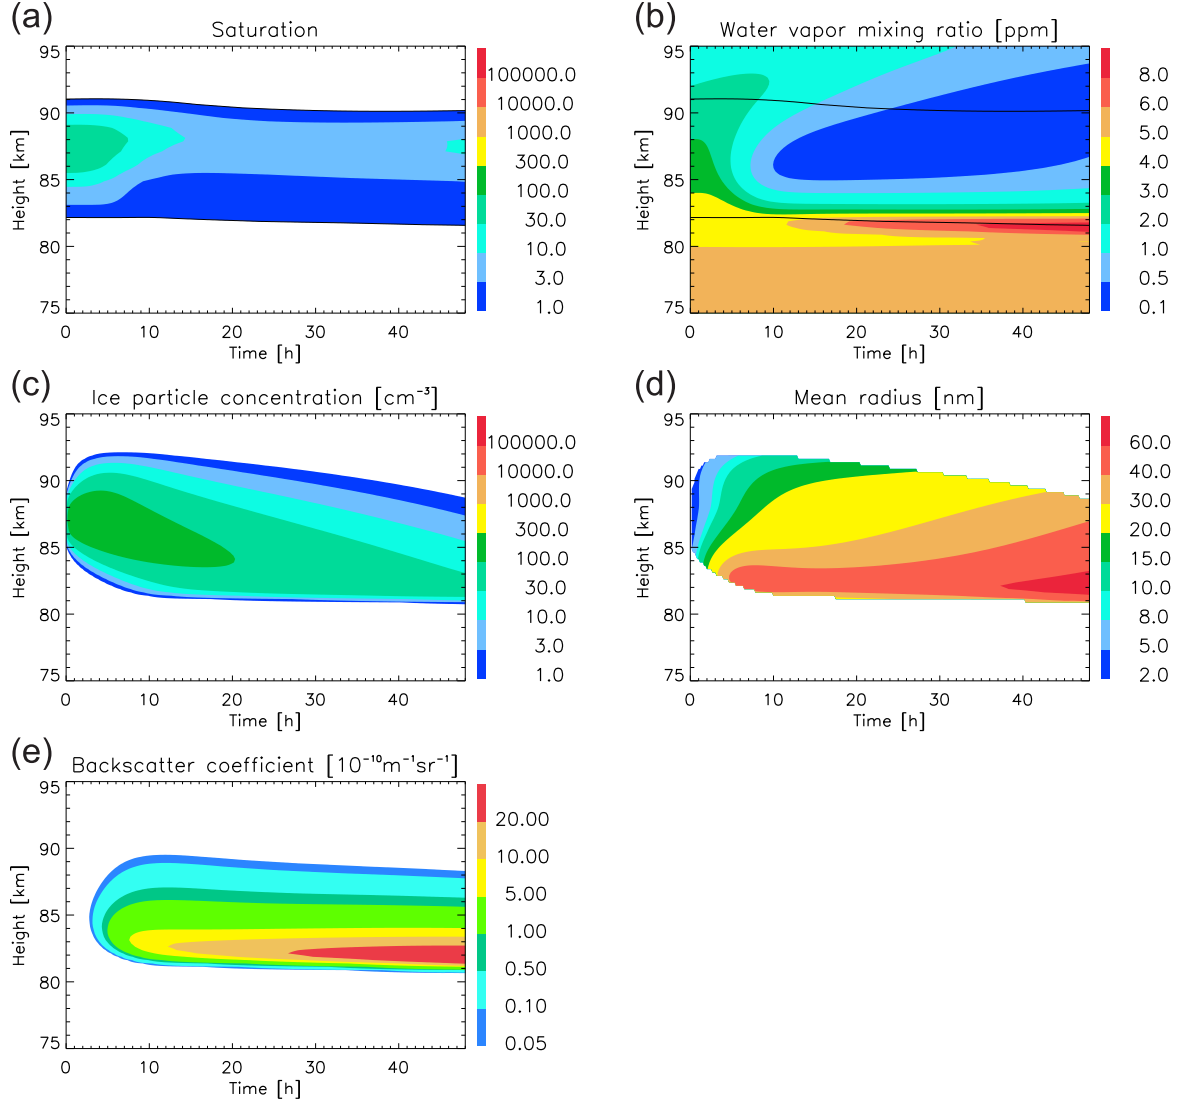 (a)
Saturation
95
90
85
80
75
Height [km]
0 10 20 30 40
Time [h]
100000.0
10000.0
1000.0
300.0
100.0
30.0
10.0
3.0
1.0
(b)
Water vapor mixing ratio [ppm]
95
90
85
80
75
Height [km]
0 10 20 30 40
Time [h]
8.0
6.0
5.0
4.0
3.0
2.0
1.0
0.5
0.1
(c)
Ice particle concentration [cm⁻³]
95
90
85
80
75
Height [km]
0 10 20 30 40
Time [h]
100000.0
10000.0
1000.0
300.0
100.0
30.0
10.0
3.0
1.0
(d)
Mean radius [nm]
95
90
85
80
75
Height [km]
0 10 20 30 40
Time [h]
60.0
40.0
30.0
20.0
15.0
10.0
8.0
5.0
2.0
(e)
Backscatter coefficient [10⁻¹⁰m⁻¹sr⁻¹]
95
90
85
80
75
Height [km]
0 10 20 30 40
Time [h]
20.00
10.00
5.00
1.00
0.50
0.10
0.05